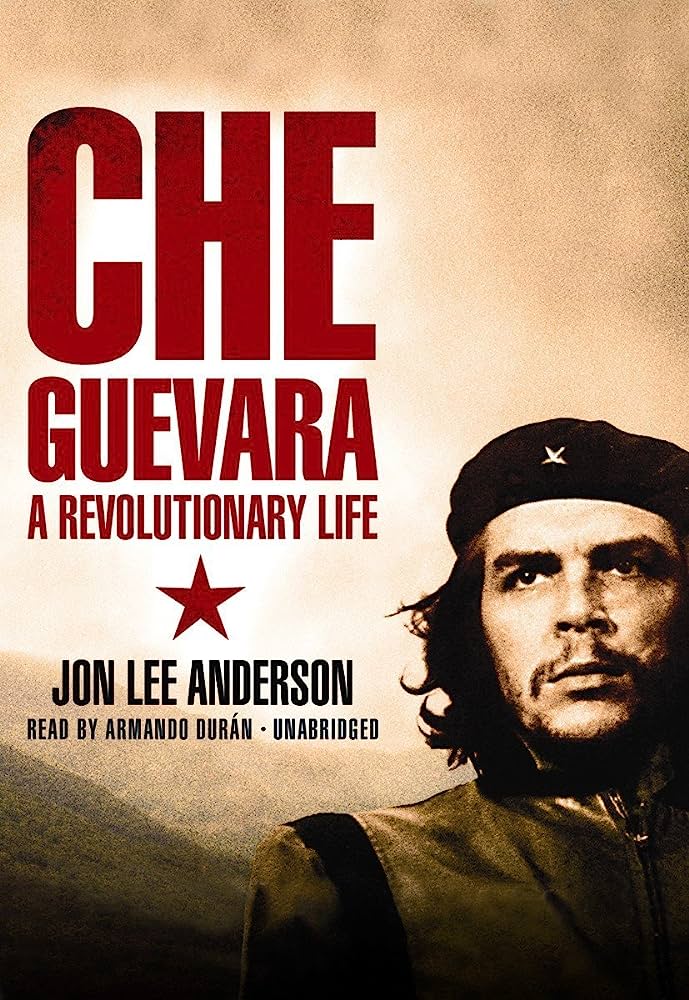 CHE
GUEVARA
A REVOLUTIONARY LIFE
JON LEE ANDERSON
READ BY ARMANDO DURÁN · UNABRIDGED